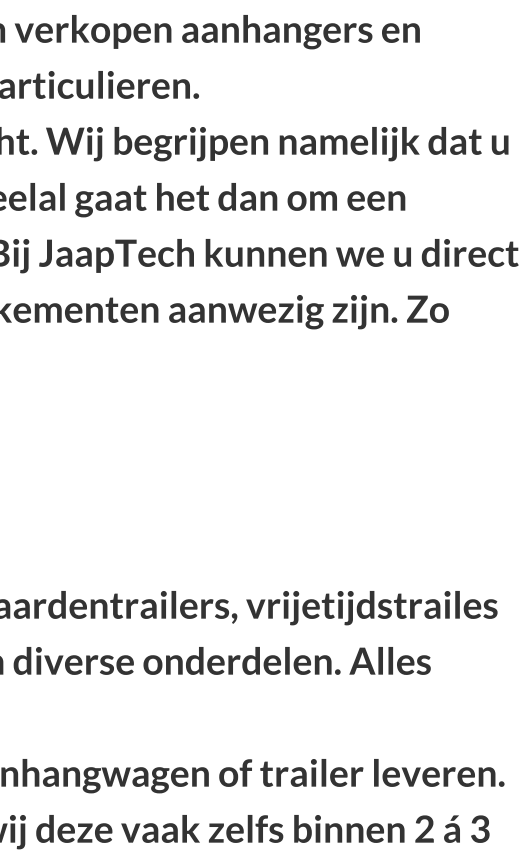 verkopen aanhangers en
articulieren.
ht. Wij begrijpen namelijk dat u
eelal gaat het dan om een
Bij JaapTech kunnen we u direct
kementen aanwezig zijn. Zo
aardentrailers, vrijetijdstrailes
diverse onderdelen. Alles
nhangwagen of trailer leveren.
wij deze vaak zelfs binnen 2 á 3